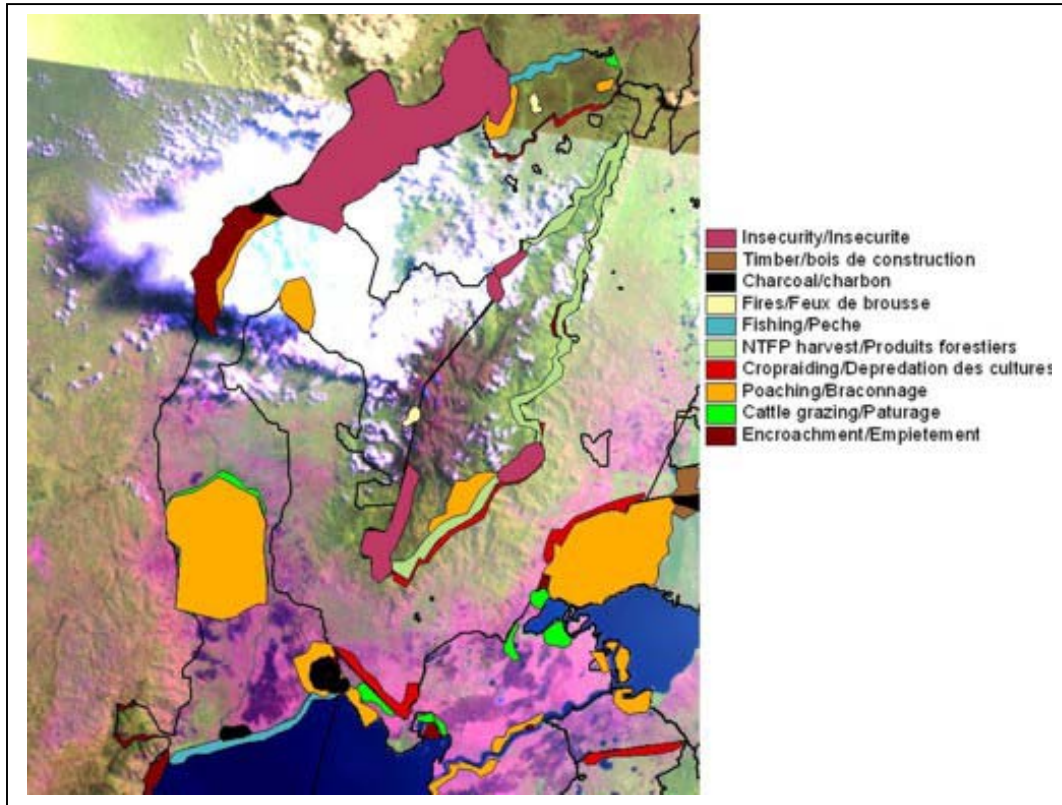 Insecurity/Insecurite
Timber/bois de construction
Charcoal/charbon
Fires/Feux de brousse
Fishing/Peche
NTFP harvest/Produits forestiers
Cropraiding/Depredation des cultures
Poaching/Braconnage
Cattle grazing/Paturage
Encroachment/Empietement